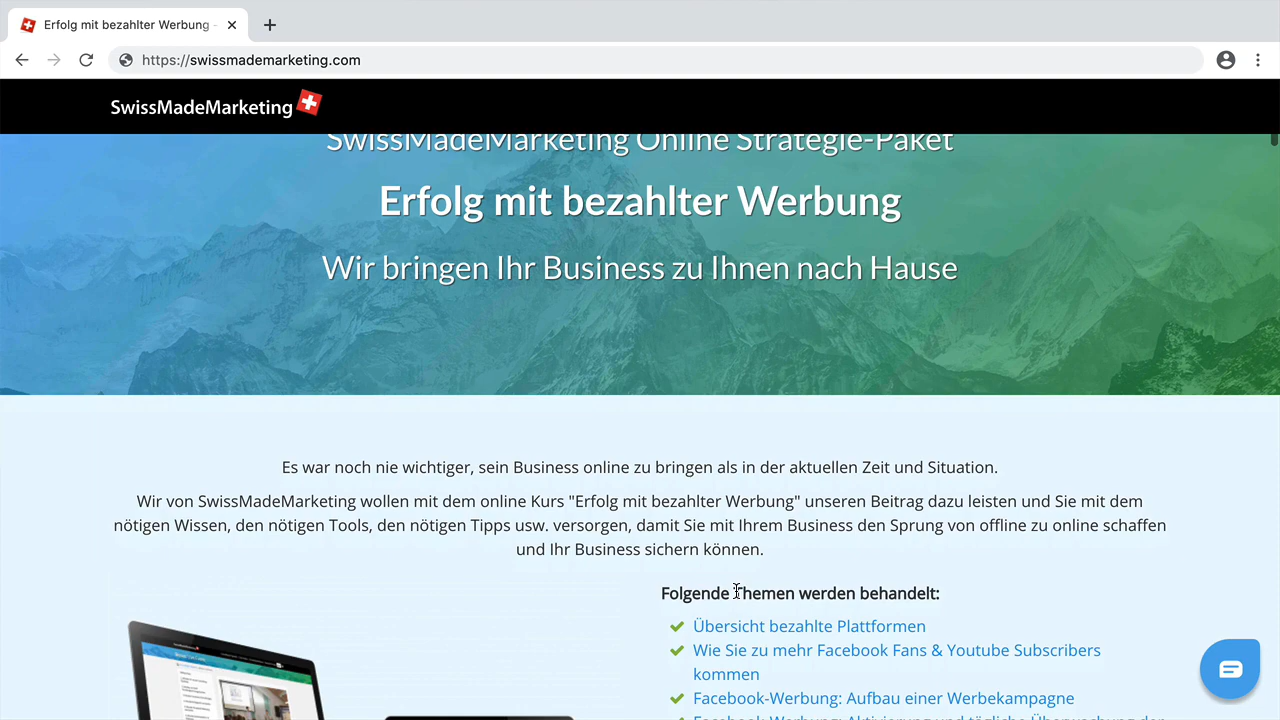 Erfolg mit bezahlter Werbung -
https://swissmademarketing.com
SwissMadeMarketing
SwissMadeMarketing Online Strategie-Paket
Erfolg mit bezahlter Werbung
Wir bringen Ihr Business zu Ihnen nach Hause
Es war noch nie wichtiger, sein Business online zu bringen als in der aktuellen Zeit und Situation.
Wir von SwissMadeMarketing wollen mit dem online Kurs "Erfolg mit bezahlter Werbung" unseren Beitrag dazu leisten und Sie mit dem
nötigen Wissen, den nötigen Tools, den nötigen Tipps usw. versorgen, damit Sie mit Ihrem Business den Sprung von offline zu online schaffen
und Ihr Business sichern können.
Folgende Themen werden behandelt:
Übersicht bezahlte Plattformen
Wie Sie zu mehr Facebook Fans & Youtube Subscribers
kommen
Facebook-Werbung: Aufbau einer Werbekampagne
Facebook-Werbung: Aktivierung und tägliche Überwachung der